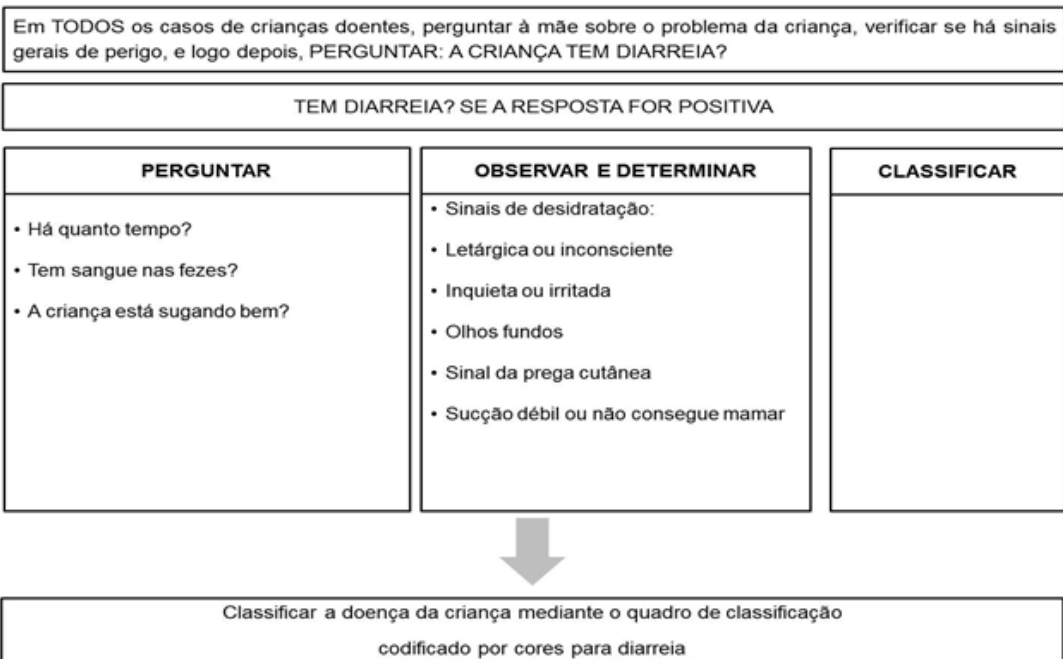 Em TODOS os casos de crianças doentes, perguntar à mãe sobre o problema da criança, verificar se há sinais
gerais de perigo, e logo depois, PERGUNTAR: A CRIANÇA TEM DIARREIA?
TEM DIARREIA? SE A RESPOSTA FOR POSITIVA
PERGUNTAR
• Há quanto tempo?
• Tem sangue nas fezes?
• A criança está sugando bem?
OBSERVAR E DETERMINAR
• Sinais de desidratação:
• Letárgica ou inconsciente
• Inquieta ou irritada
• Olhos fundos
• Sinal da prega cutânea
• Sucção débil ou não consegue mamar
CLASSIFICAR
Classificar a doença da criança mediante o quadro de classificação
codificado por cores para diarreia